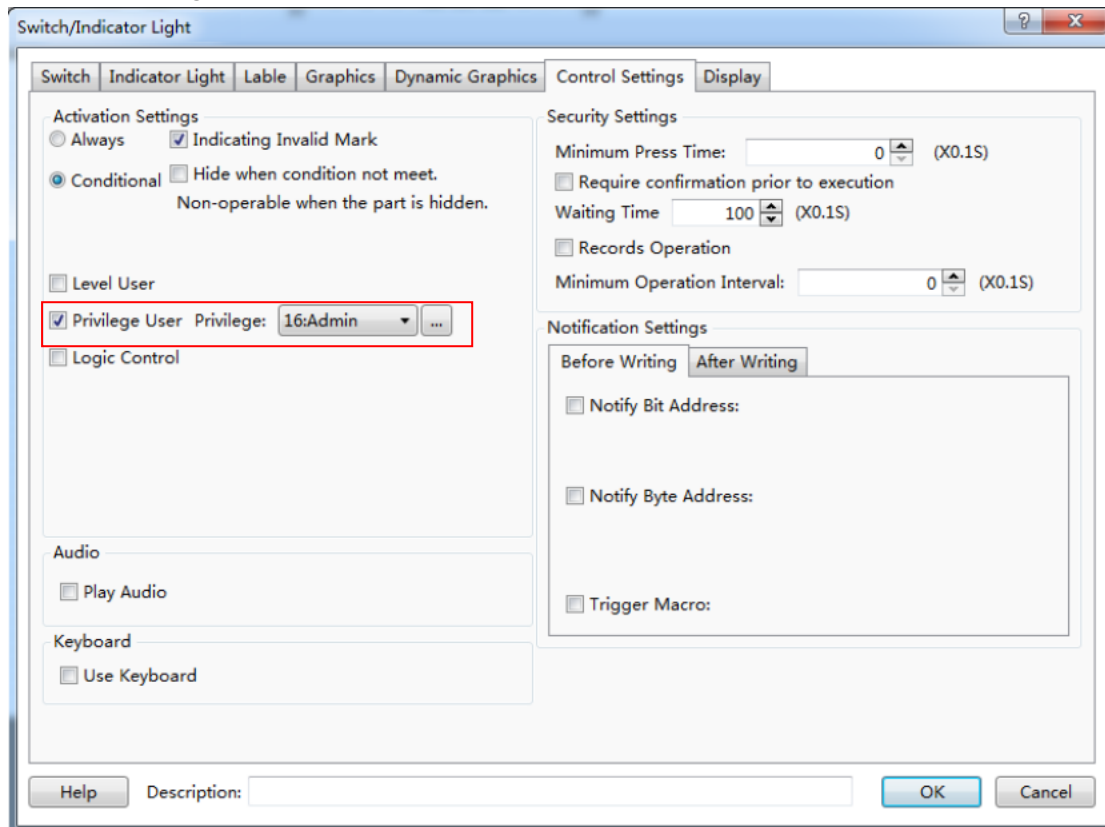 Switch/Indicator Light
Switch Indicator Light Lable Graphics Dynamic Graphics Control Settings Display
Activation Settings
Always Indicating Invalid Mark
Conditional Hide when condition not meet.
Non-operable when the part is hidden.
Level User
Privilege User Privilege: 16:Admin ...
Logic Control
Audio
Play Audio
Keyboard
Use Keyboard
Security Settings
Minimum Press Time: 0 (X0.1S)
Require confirmation prior to execution
Waiting Time 100 (X0.1S)
Records Operation
Minimum Operation Interval: 0 (X0.1S)
Notification Settings
Before Writing After Writing
Notify Bit Address:
Notify Byte Address:
Trigger Macro:
Help Description: OK Cancel